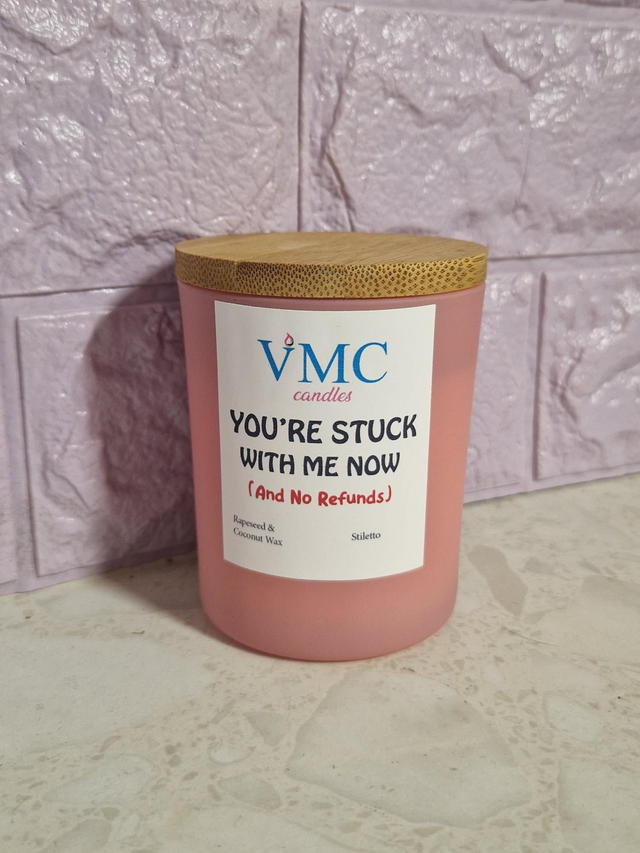 VMC
candles
YOU'RE STUCK
WITH ME NOW
(And No Refunds)
Rapeseed &
Coconut Wax
Stiletto